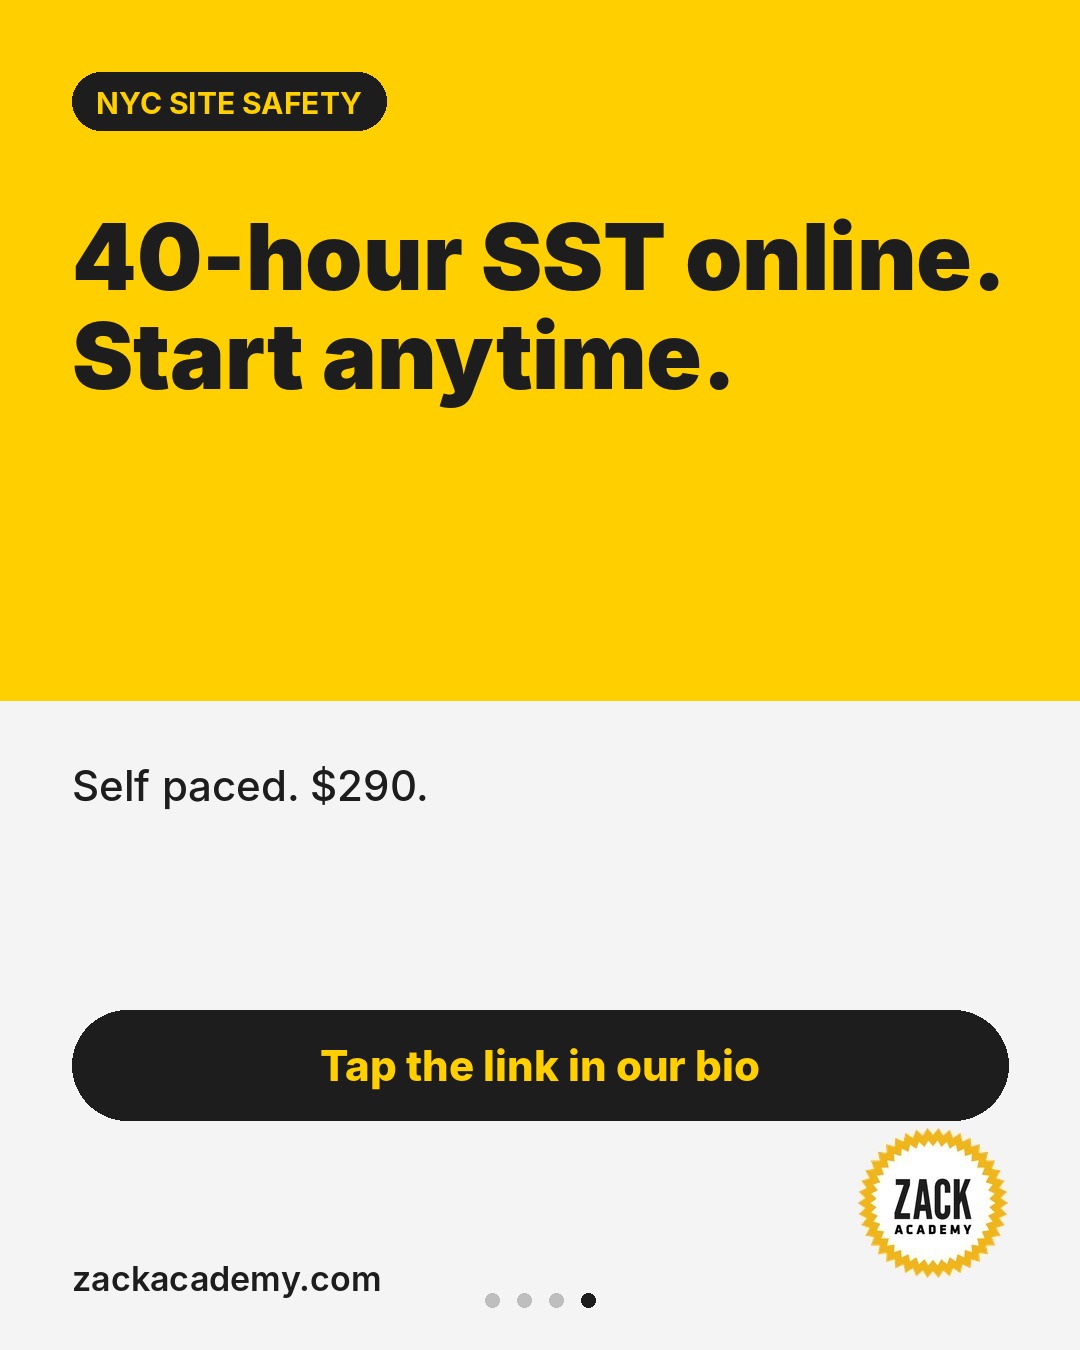 NYC SITE SAFETY
40-hour SST online.
Start anytime.
Self paced. $290.
Tap the link in our bio
ZACK
ACADEMY
zackacademy.com